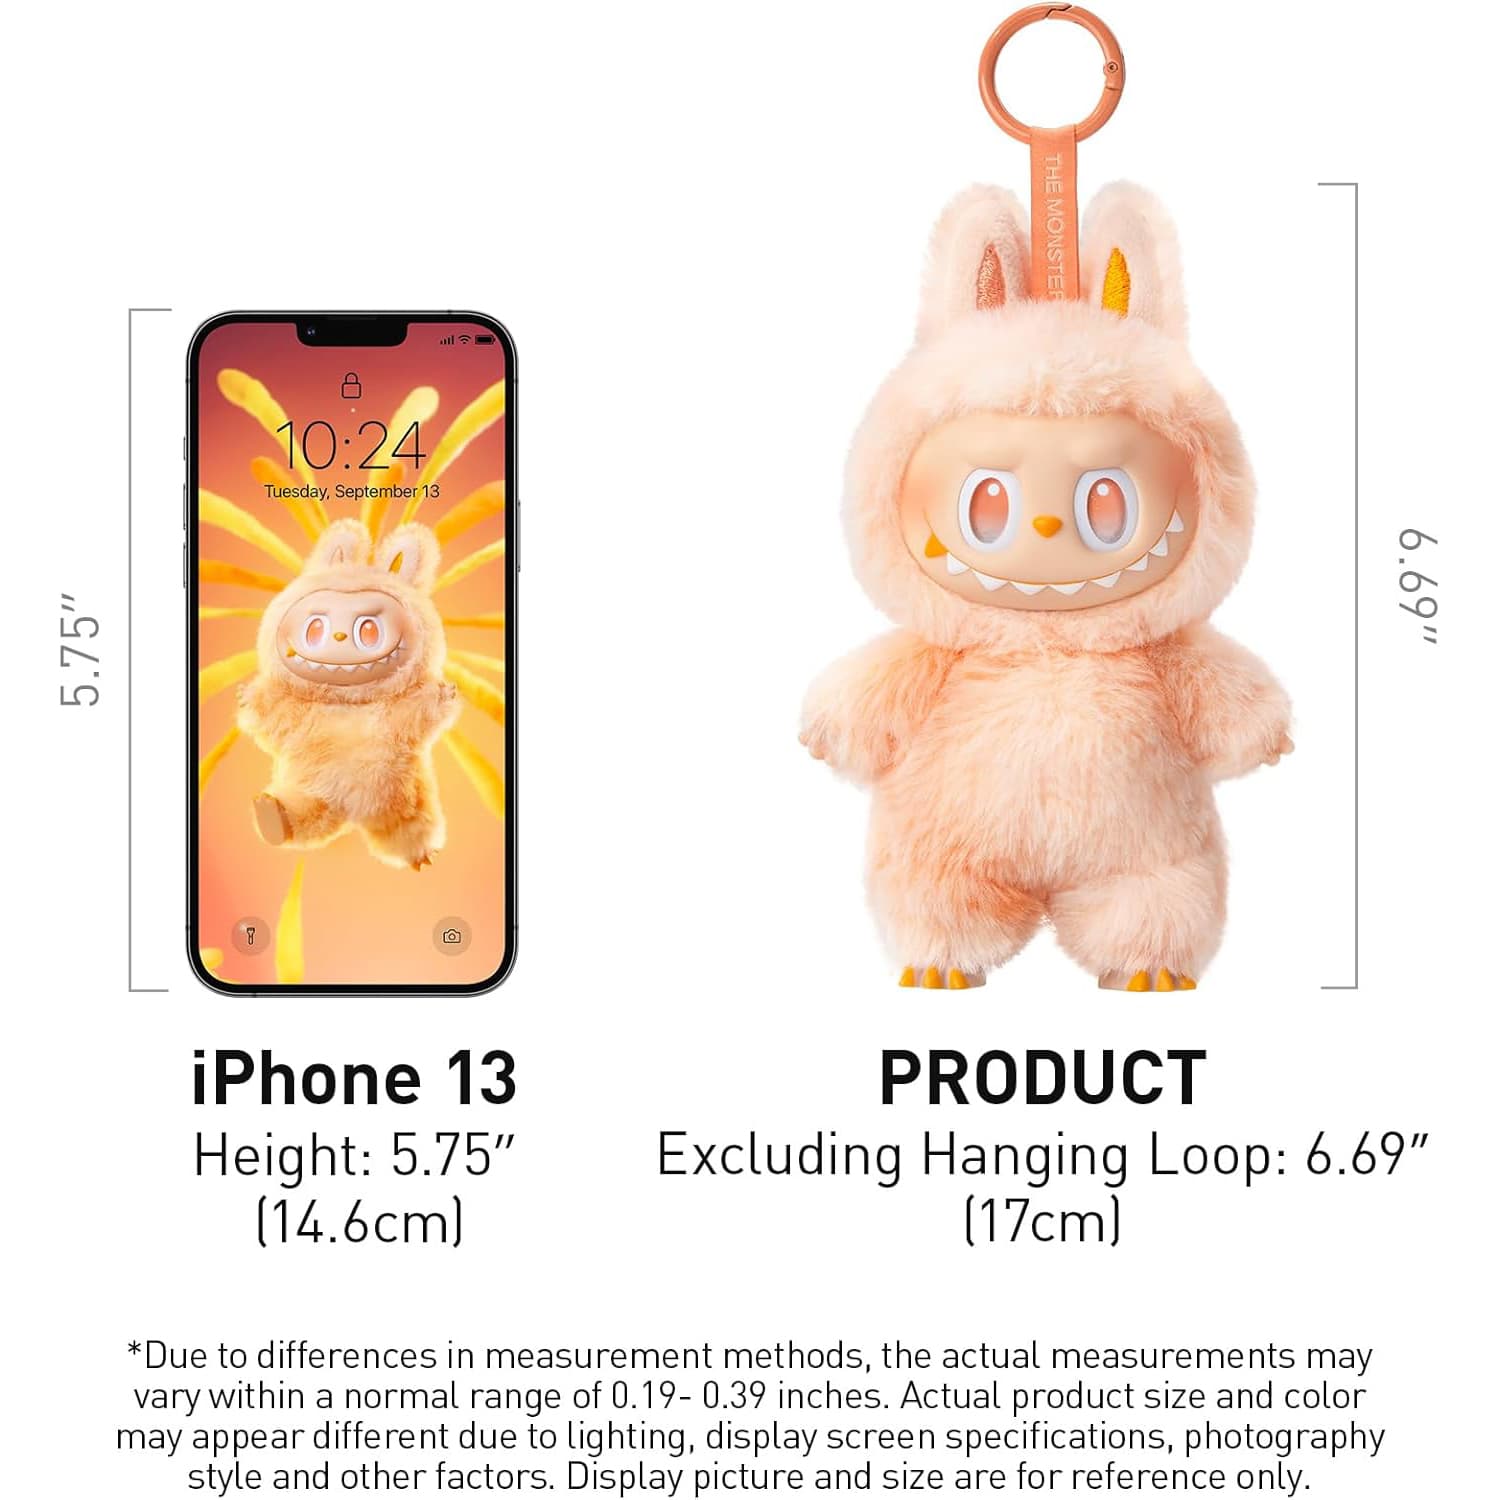 THE MONSTER
10:24
Tuesday, September 13
5.75″
6.69″
iPhone 13
Height: 5.75″
(14.6cm)
PRODUCT
Excluding Hanging Loop: 6.69″
(17cm)
*Due to differences in measurement methods, the actual measurements may
vary within a normal range of 0.19- 0.39 inches. Actual product size and color
may appear different due to lighting, display screen specifications, photography
style and other factors. Display picture and size are for reference only.